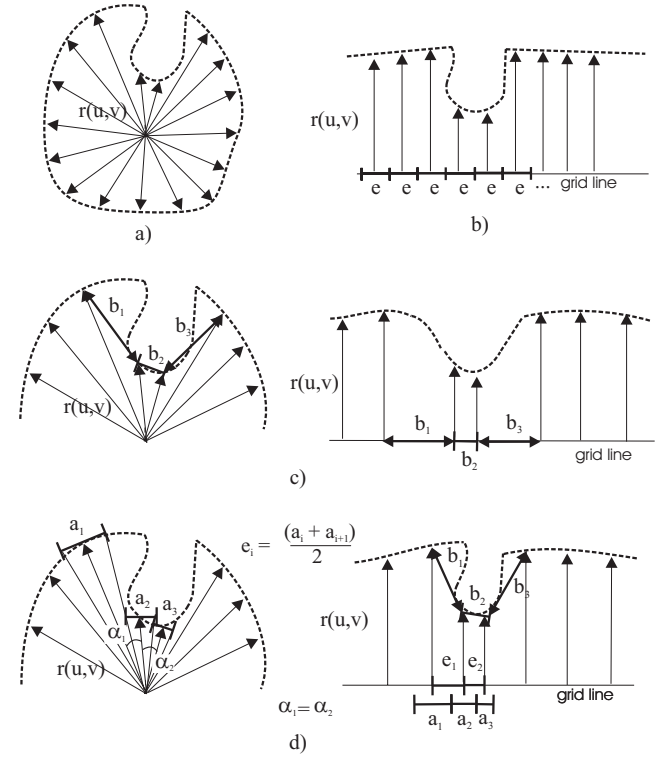 r(u,v)
a)
r(u,v)
e e e e e e ... grid line
b)
b₁
b₂
b₃
r(u,v)
r(u,v)
b₁
b₂
b₃
grid line
c)
a₁
a₂
a₃
α₁
α₂
r(u,v)
eᵢ = (aᵢ + aᵢ₊₁)
2
α₁=α₂
b₁
b₂
b₃
r(u,v)
e₁ e₂
grid line
a₁ a₂ a₃
d)